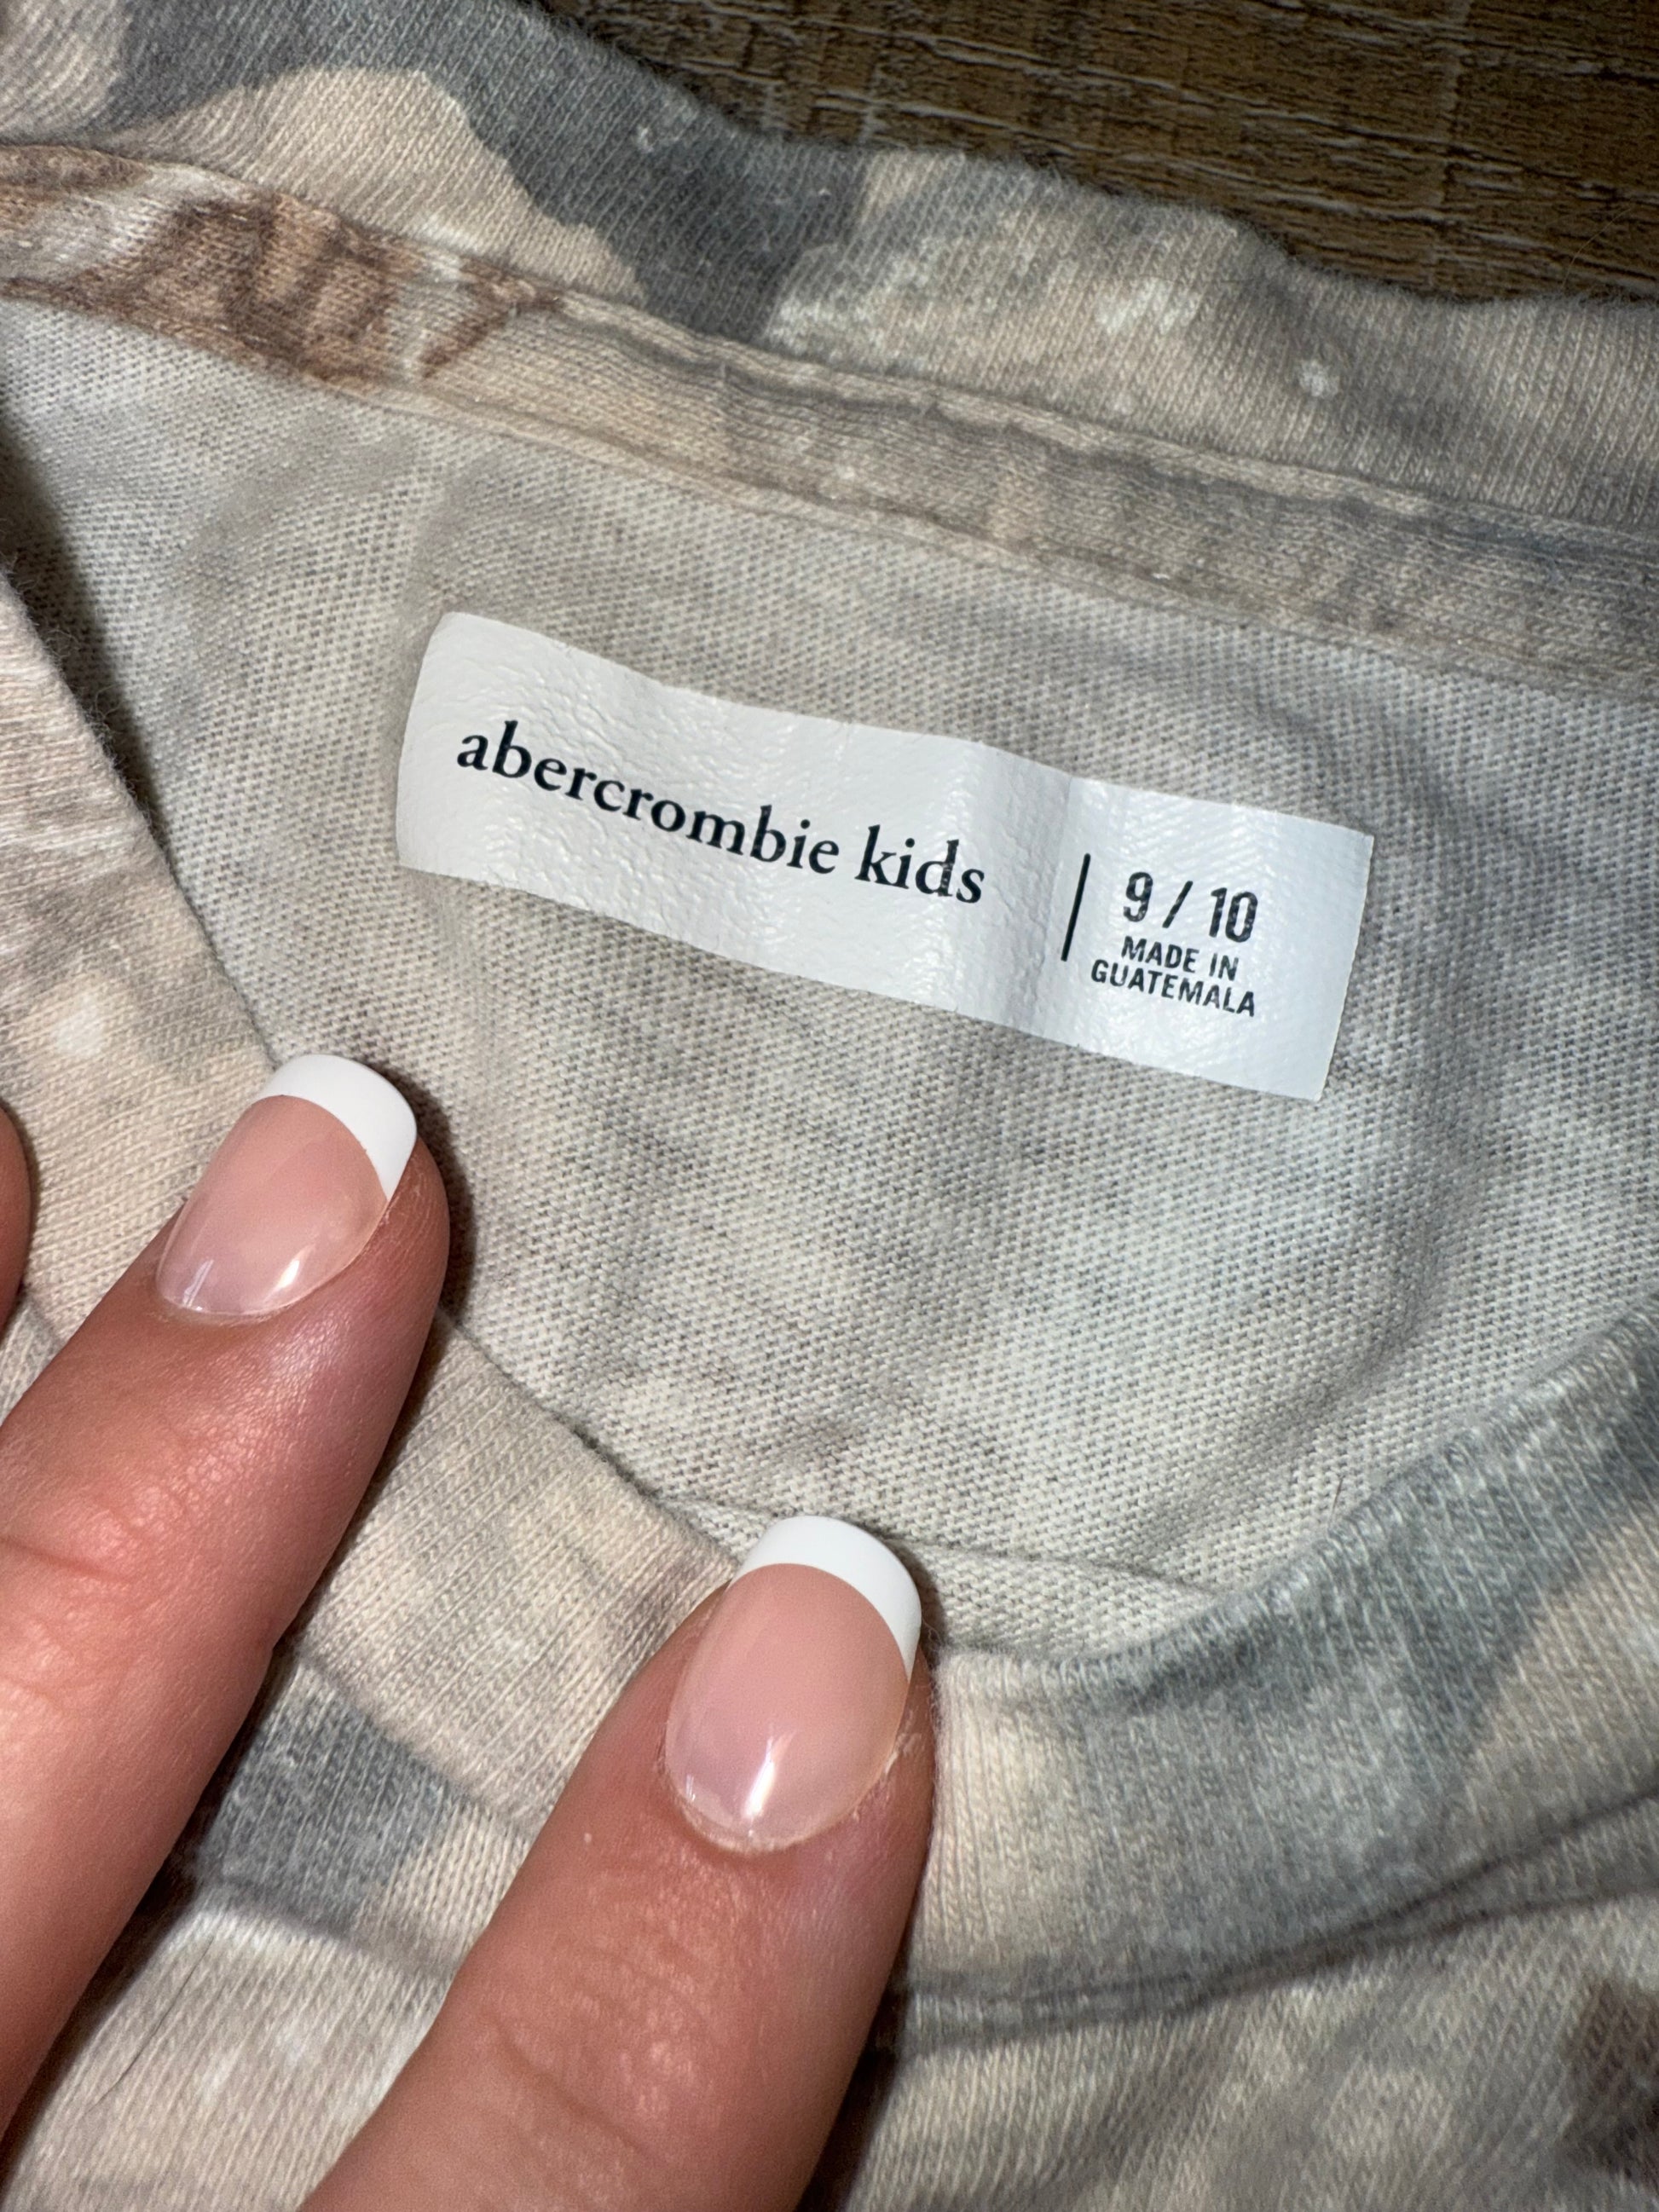 abercrombie kids
9 / 10
MADE IN
GUATEMALA